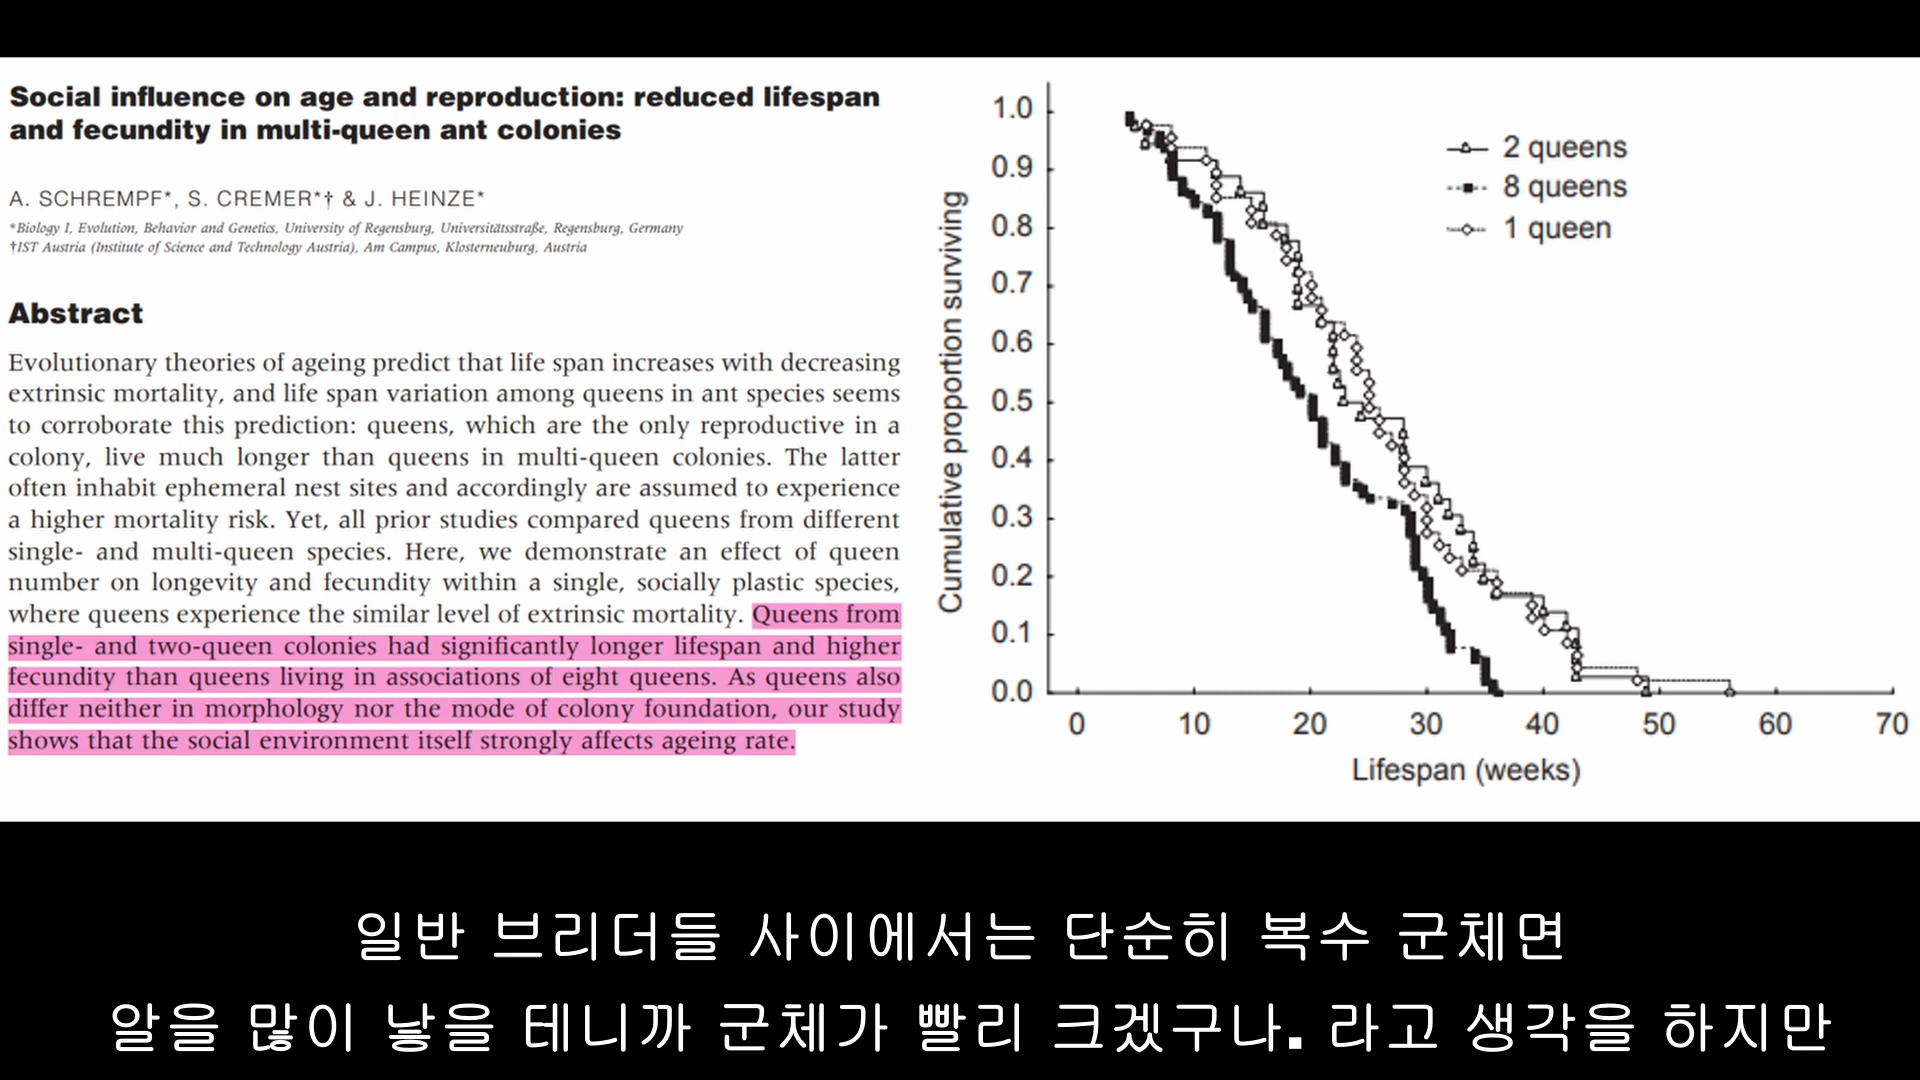 Social influence on age and reproduction: reduced lifespan
and fecundity in multi-queen ant colonies
A. SCHREMPF*, S. CREMER*† & J. HEINZE*
*Biology I, Evolution, Behavior and Genetics, University of Regensburg, Universitätsstraße, Regensburg, Germany
†IST Austria (Institute of Science and Technology Austria), Am Campus, Klosterneuburg, Austria
Abstract
Evolutionary theories of ageing predict that life span increases with decreasing
extrinsic mortality, and life span variation among queens in ant species seems
to corroborate this prediction: queens, which are the only reproductive in a
colony, live much longer than queens in multi-queen colonies. The latter
often inhabit ephemeral nest sites and accordingly are assumed to experience
a higher mortality risk. Yet, all prior studies compared queens from different
single- and multi-queen species. Here, we demonstrate an effect of queen
number on longevity and fecundity within a single, socially plastic species,
where queens experience the similar level of extrinsic mortality. Queens from
single- and two-queen colonies had significantly longer lifespan and higher
fecundity than queens living in associations of eight queens. As queens also
differ neither in morphology nor the mode of colony foundation, our study
shows that the social environment itself strongly affects ageing rate.
Cumulative proportion surviving
1.0
0.9
0.8
0.7
0.6
0.5
0.4
0.3
0.2
0.1
0.0
2 queens
8 queens
1 queen
0 10 20 30 40 50 60 70
Lifespan (weeks)
일반 브리더들 사이에서는 단순히 복수 군체면
알을 많이 낳을 테니까 군체가 빨리 크겠구나. 라고 생각을 하지만